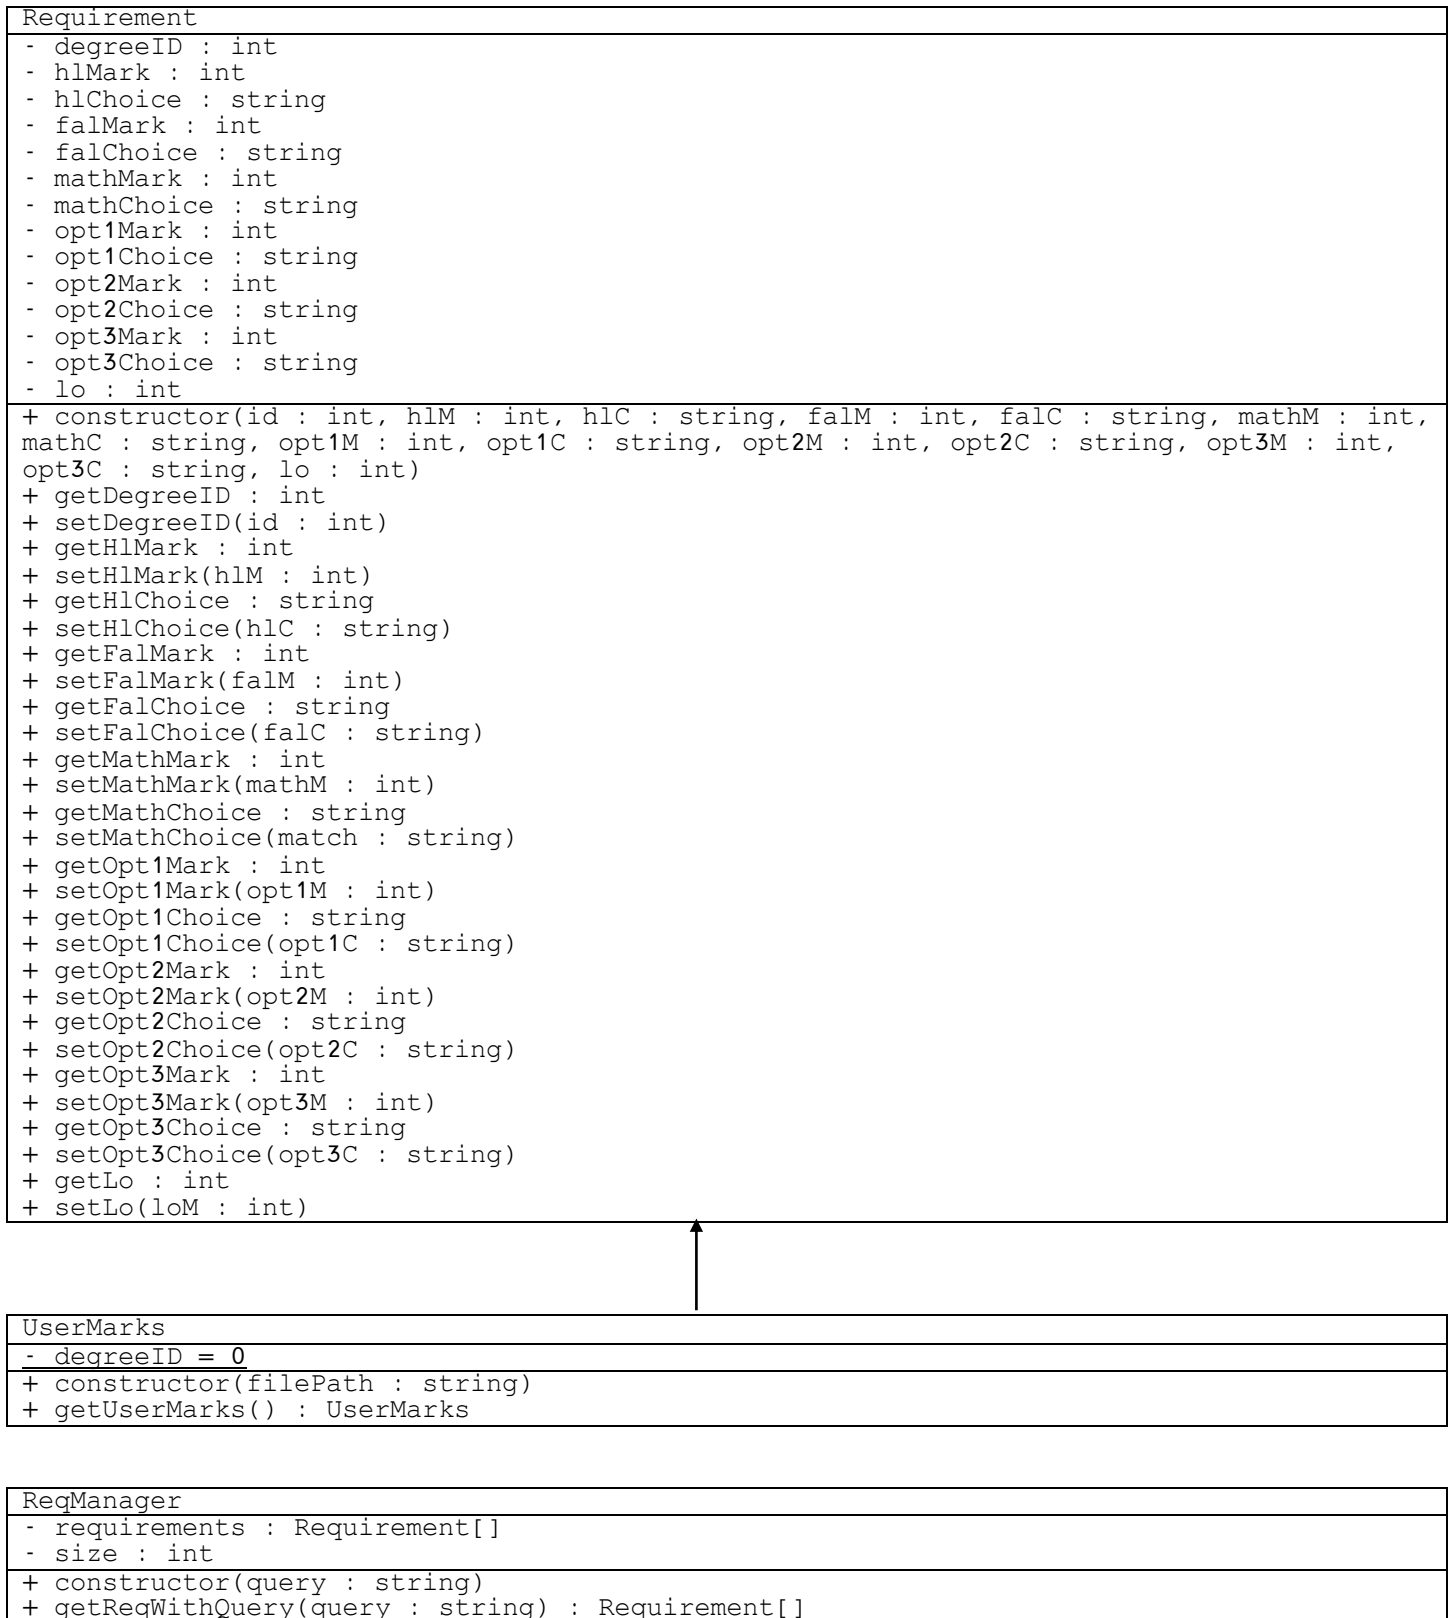 Requirement
- degreeID : int
- hlMark : int
- hlChoice : string
- falMark : int
- falChoice : string
- mathMark : int
- mathChoice : string
- opt1Mark : int
- opt1Choice : string
- opt2Mark : int
- opt2Choice : string
- opt3Mark : int
- opt3Choice : string
- lo : int
+ constructor(id : int, hlM : int, hlC : string, falM : int, falC : string, mathM : int,
mathC : string, opt1M : int, opt1C : string, opt2M : int, opt2C : string, opt3M : int,
opt3C : string, lo : int)
+ getDegreeID : int
+ setDegreeID(id : int)
+ getHlMark : int
+ setHlMark(hlM : int)
+ getHlChoice : string
+ setHlChoice(hlC : string)
+ getFalMark : int
+ setFalMark(falM : int)
+ getFalChoice : string
+ setFalChoice(falC : string)
+ getMathMark : int
+ setMathMark(mathM : int)
+ getMathChoice : string
+ setMathChoice(match : string)
+ getOpt1Mark : int
+ setOpt1Mark(opt1M : int)
+ getOpt1Choice : string
+ setOpt1Choice(opt1C : string)
+ getOpt2Mark : int
+ setOpt2Mark(opt2M : int)
+ getOpt2Choice : string
+ setOpt2Choice(opt2C : string)
+ getOpt3Mark : int
+ setOpt3Mark(opt3M : int)
+ getOpt3Choice : string
+ setOpt3Choice(opt3C : string)
+ getLo : int
+ setLo(loM : int)
UserMarks
- degreeID = 0
+ constructor(filePath : string)
+ getUserMarks() : UserMarks
ReqManager
- requirements : Requirement[]
- size : int
+ constructor(query : string)
+ getReqWithQuery(query : string) : Requirement[]